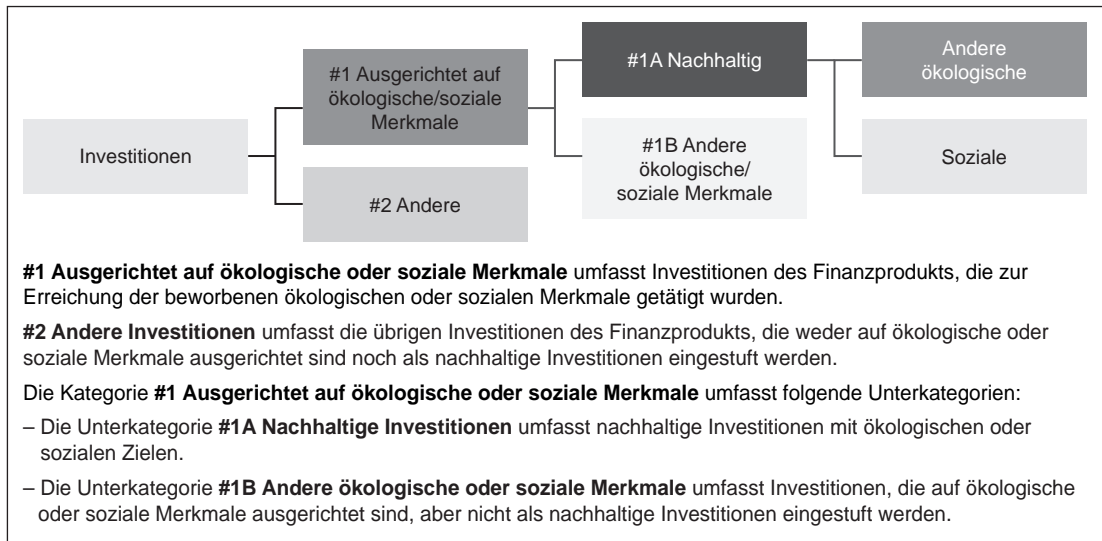 Investitionen
#1 Ausgerichtet auf
ökologische/soziale
Merkmale
#2 Andere
#1A Nachhaltig
#1B Andere
ökologische/
soziale Merkmale
Andere
ökologische
Soziale
#1 Ausgerichtet auf ökologische oder soziale Merkmale umfasst Investitionen des Finanzprodukts, die zur
Erreichung der beworbenen ökologischen oder sozialen Merkmale getätigt wurden.
#2 Andere Investitionen umfasst die übrigen Investitionen des Finanzprodukts, die weder auf ökologische oder
soziale Merkmale ausgerichtet sind noch als nachhaltige Investitionen eingestuft werden.
Die Kategorie #1 Ausgerichtet auf ökologische oder soziale Merkmale umfasst folgende Unterkategorien:
– Die Unterkategorie #1A Nachhaltige Investitionen umfasst nachhaltige Investitionen mit ökologischen oder
sozialen Zielen.
– Die Unterkategorie #1B Andere ökologische oder soziale Merkmale umfasst Investitionen, die auf ökologische
oder soziale Merkmale ausgerichtet sind, aber nicht als nachhaltige Investitionen eingestuft werden.